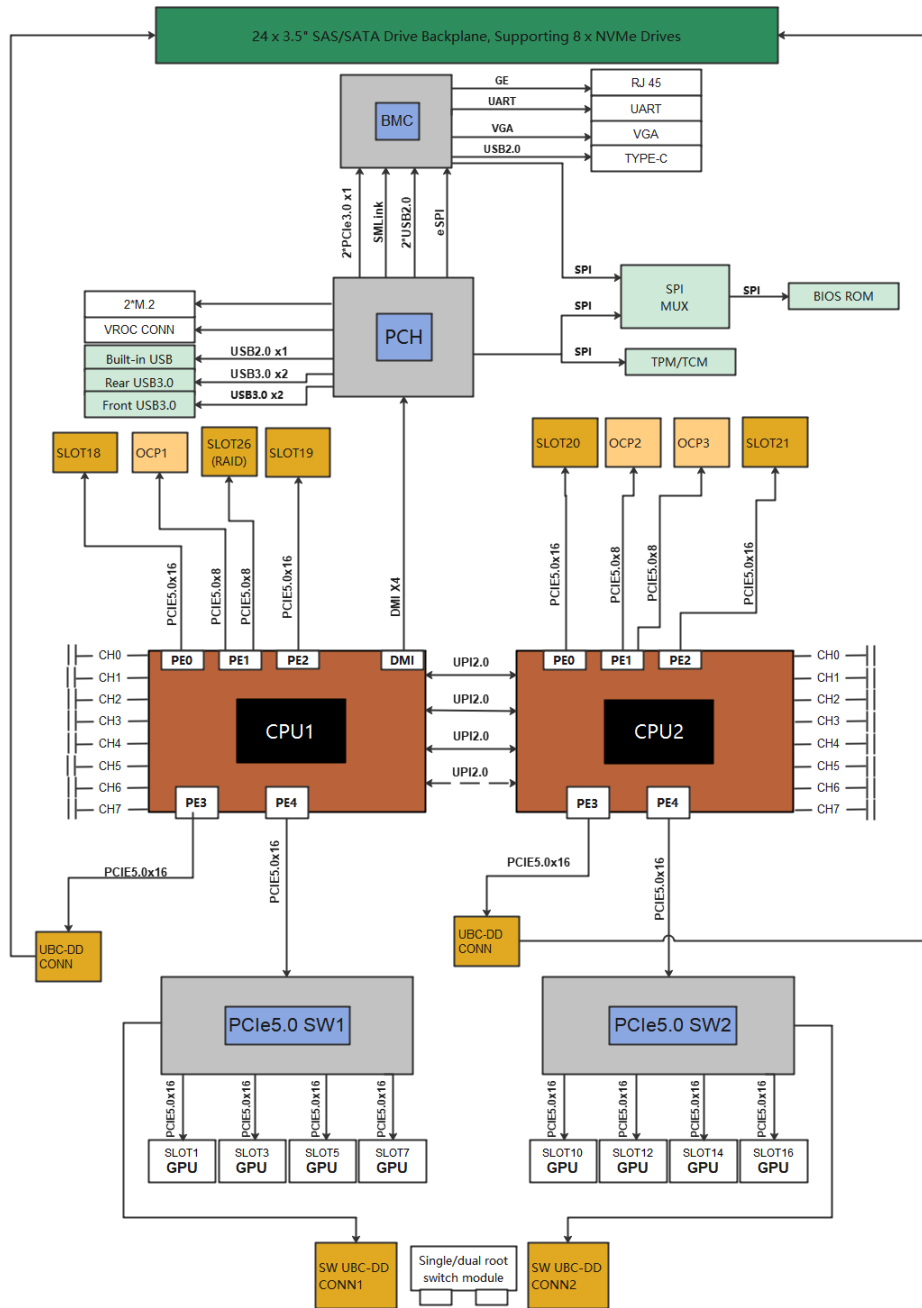 24 x 3.5" SAS/SATA Drive Backplane, Supporting 8 x NVMe Drives
BMC
GE
RJ 45
UART
UART
VGA
VGA
USB2.0
TYPE-C
2*PCIe3.0 x1
SMLink
2*USB2.0
eSPI
SPI
SPI
MUX
SPI
BIOS ROM
SPI
SPI
TPM/TCM
PCH
2*M.2
VROC CONN
Built-in USB
USB2.0 x1
Rear USB3.0
USB3.0 x2
Front USB3.0
USB3.0 x2
SLOT18
OCP1
SLOT26
(RAID)
SLOT19
SLOT20
OCP2
OCP3
SLOT21
PCIE5.0x16
PCIE5.0x8
PCIE5.0x8
PCIE5.0x16
DMI X4
PCIE5.0x16
PCIE5.0x8
PCIE5.0x8
PCIE5.0x16
PE0
PE1
PE2
DMI
PE0
PE1
PE2
CH0
CH1
CH2
CH3
CH4
CH5
CH6
CH7
CPU1
UPI2.0
UPI2.0
UPI2.0
UPI2.0
CPU2
CH0
CH1
CH2
CH3
CH4
CH5
CH6
CH7
PE3
PE4
PE3
PE4
PCIE5.0x16
PCIE5.0x16
PCIE5.0x16
PCIE5.0x16
UBC-DD
CONN
UBC-DD
CONN
PCIe5.0 SW1
PCIe5.0 SW2
PCIE5.0x16
PCIE5.0x16
PCIE5.0x16
PCIE5.0x16
PCIE5.0x16
PCIE5.0x16
PCIE5.0x16
PCIE5.0x16
SLOT1
GPU
SLOT3
GPU
SLOT5
GPU
SLOT7
GPU
SLOT10
GPU
SLOT12
GPU
SLOT14
GPU
SLOT16
GPU
SW UBC-DD
CONN1
Single/dual root
switch module
SW UBC-DD
CONN2